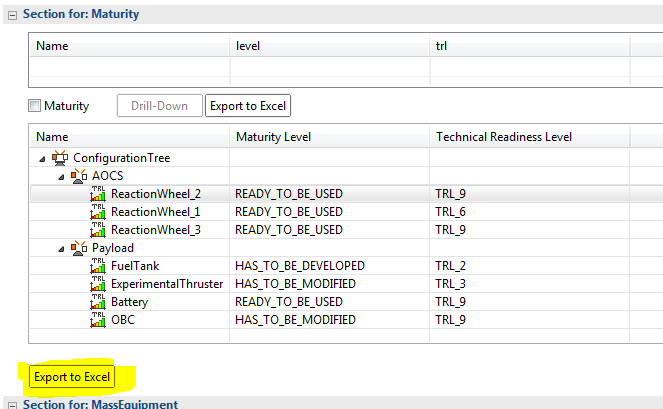 Section for: Maturity
Name level trl
Maturity Drill-Down Export to Excel
Name Maturity Level Technical Readiness Level
ConfigurationTree
AOCS
TRL ReactionWheel_2 READY_TO_BE_USED TRL_9
TRL ReactionWheel_1 READY_TO_BE_USED TRL_6
TRL ReactionWheel_3 READY_TO_BE_USED TRL_9
Payload
TRL FuelTank HAS_TO_BE_DEVELOPED TRL_2
TRL ExperimentalThruster HAS_TO_BE_MODIFIED TRL_3
TRL Battery READY_TO_BE_USED TRL_9
TRL OBC HAS_TO_BE_MODIFIED TRL_9
Export to Excel
Section for: MassEquipment